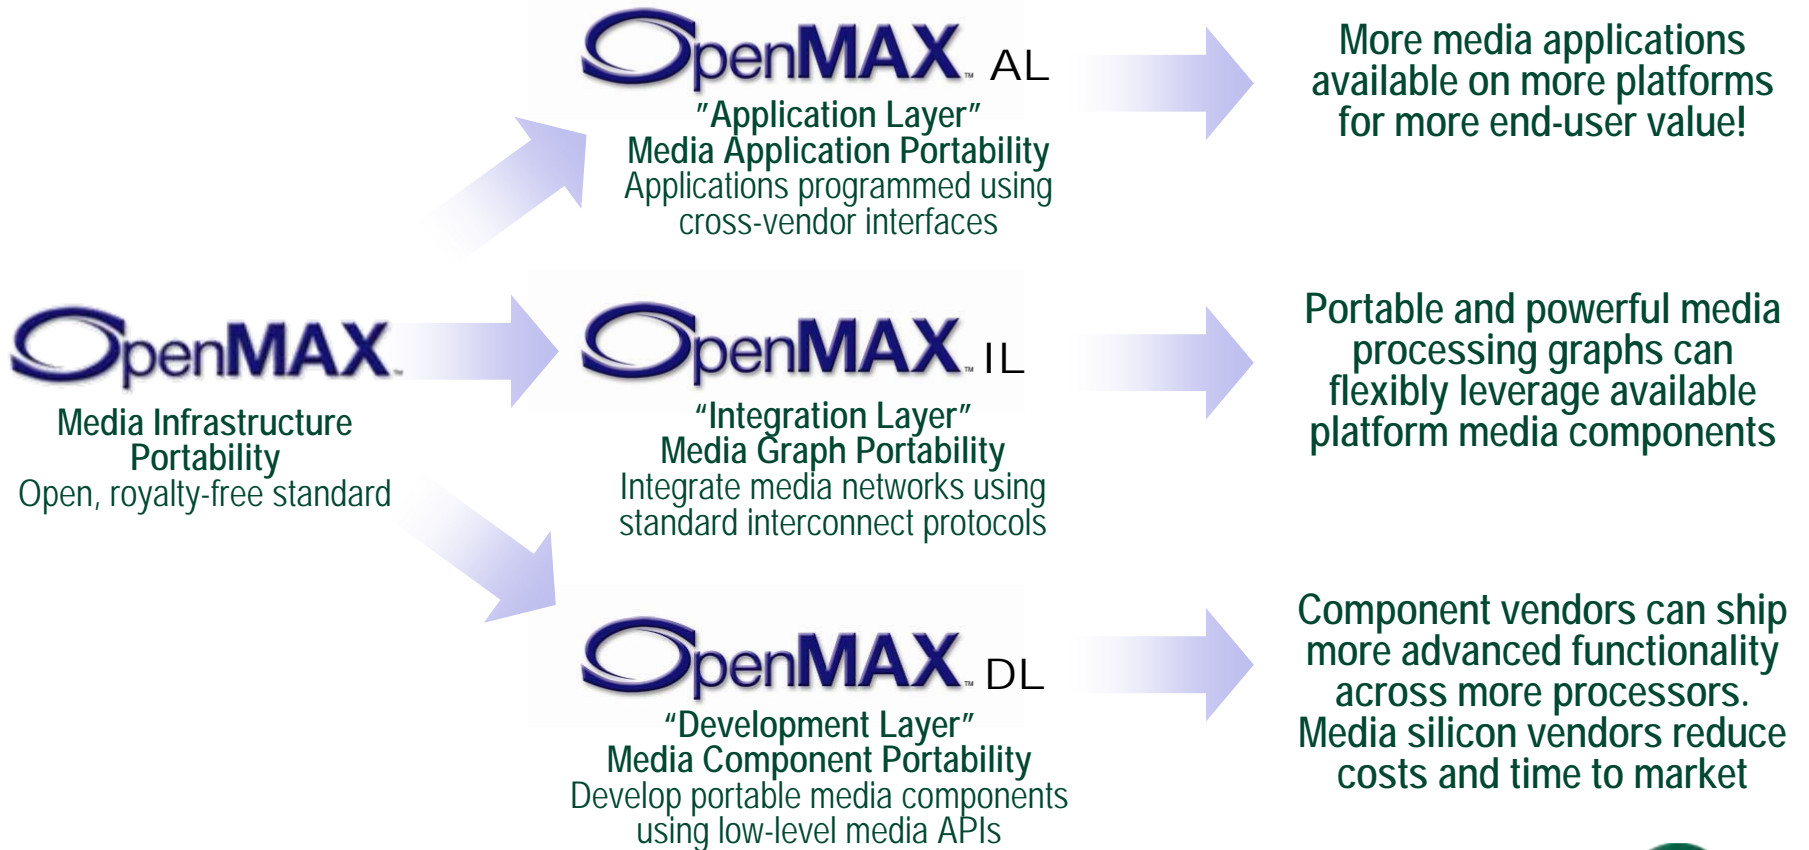 OpenMAX™
Media Infrastructure
Portability
Open, royalty-free standard
OpenMAX™ AL
"Application Layer"
Media Application Portability
Applications programmed using
cross-vendor interfaces
More media applications
available on more platforms
for more end-user value!
OpenMAX™ IL
“Integration Layer”
Media Graph Portability
Integrate media networks using
standard interconnect protocols
Portable and powerful media
processing graphs can
flexibly leverage available
platform media components
OpenMAX™ DL
“Development Layer”
Media Component Portability
Develop portable media components
using low-level media APIs
Component vendors can ship
more advanced functionality
across more processors.
Media silicon vendors reduce
costs and time to market